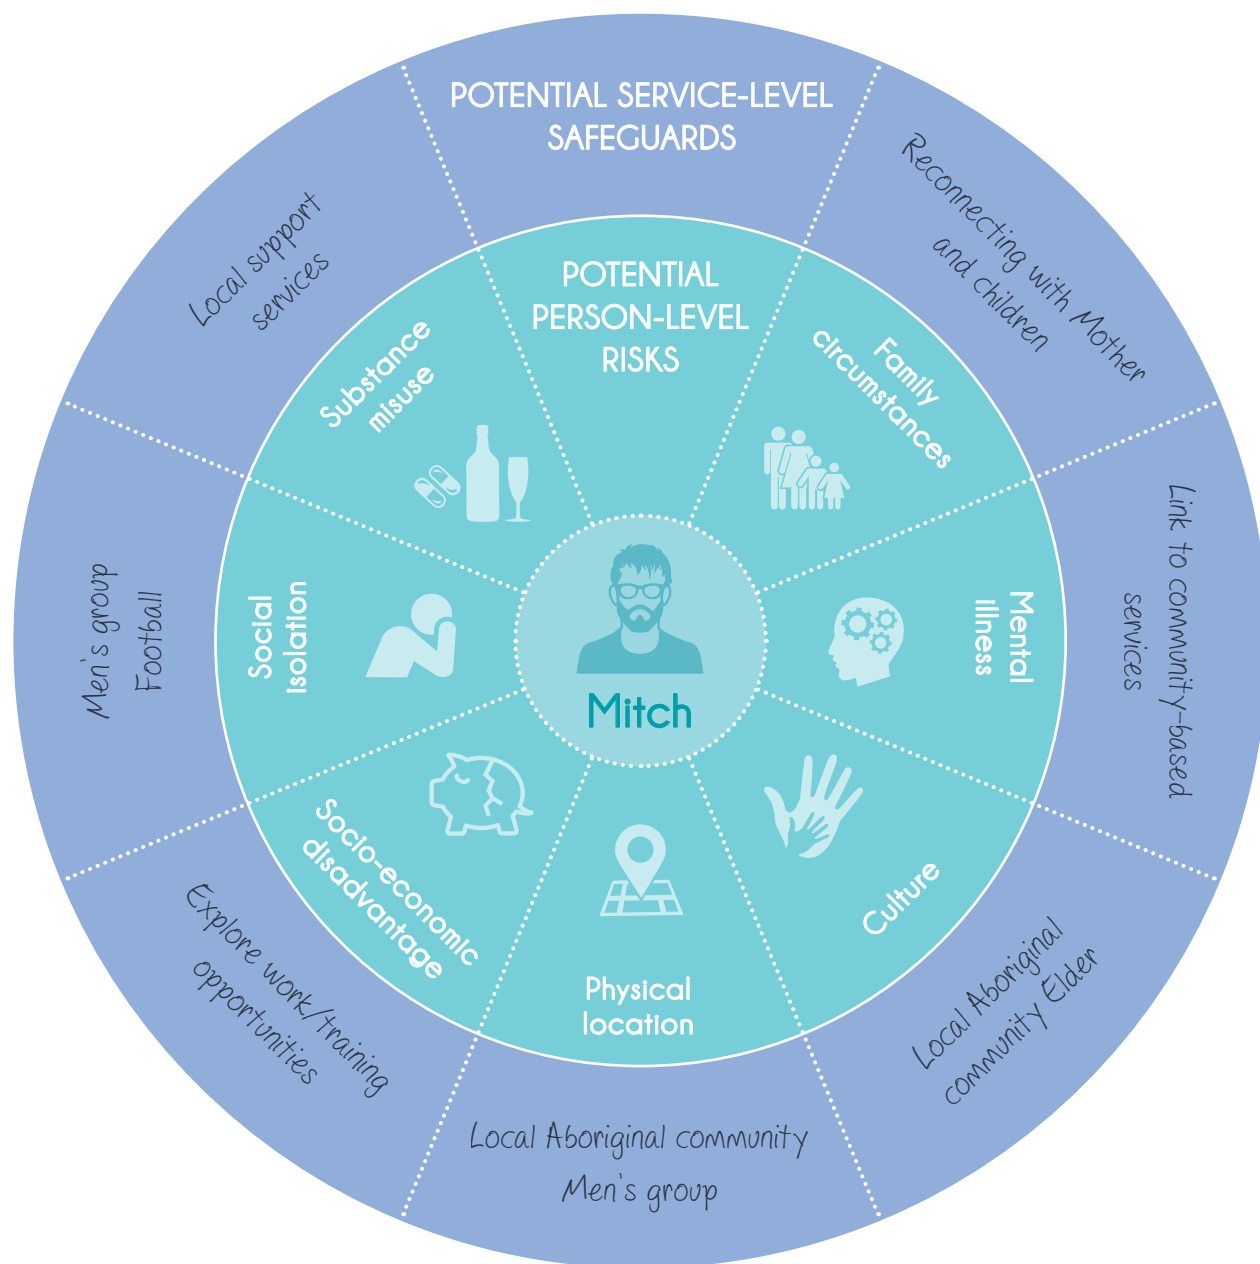 POTENTIAL SERVICE-LEVEL
SAFEGUARDS
POTENTIAL
PERSON-LEVEL
RISKS
Reconnecting with Mother
and children
Family
circumstances
Link to community-based
services
Mental
illness
Local Aboriginal
community Elder
Culture
Local Aboriginal community
Men's group
Physical
location
Explore work/training
opportunities
Socio-economic
disadvantage
Men's group
Football
Social
isolation
Local support
services
Substance
misuse
Mitch